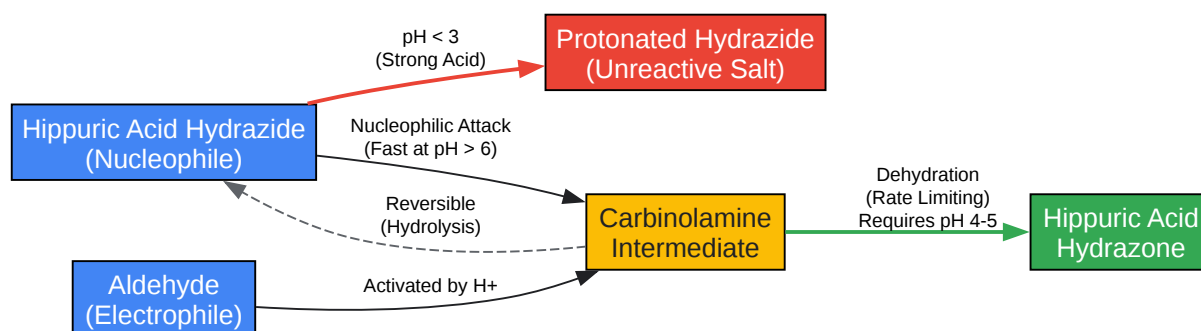 pH < 3
(Strong Acid)
Protonated Hydrazide
(Unreactive Salt)
Hippuric Acid Hydrazide
(Nucleophile)
Nucleophilic Attack
(Fast at pH > 6)
Reversible
(Hydrolysis)
Carbinolamine
Intermediate
Dehydration
(Rate Limiting)
Requires pH 4-5
Hippuric Acid
Hydrazone
Aldehyde
(Electrophile)
Activated by H+